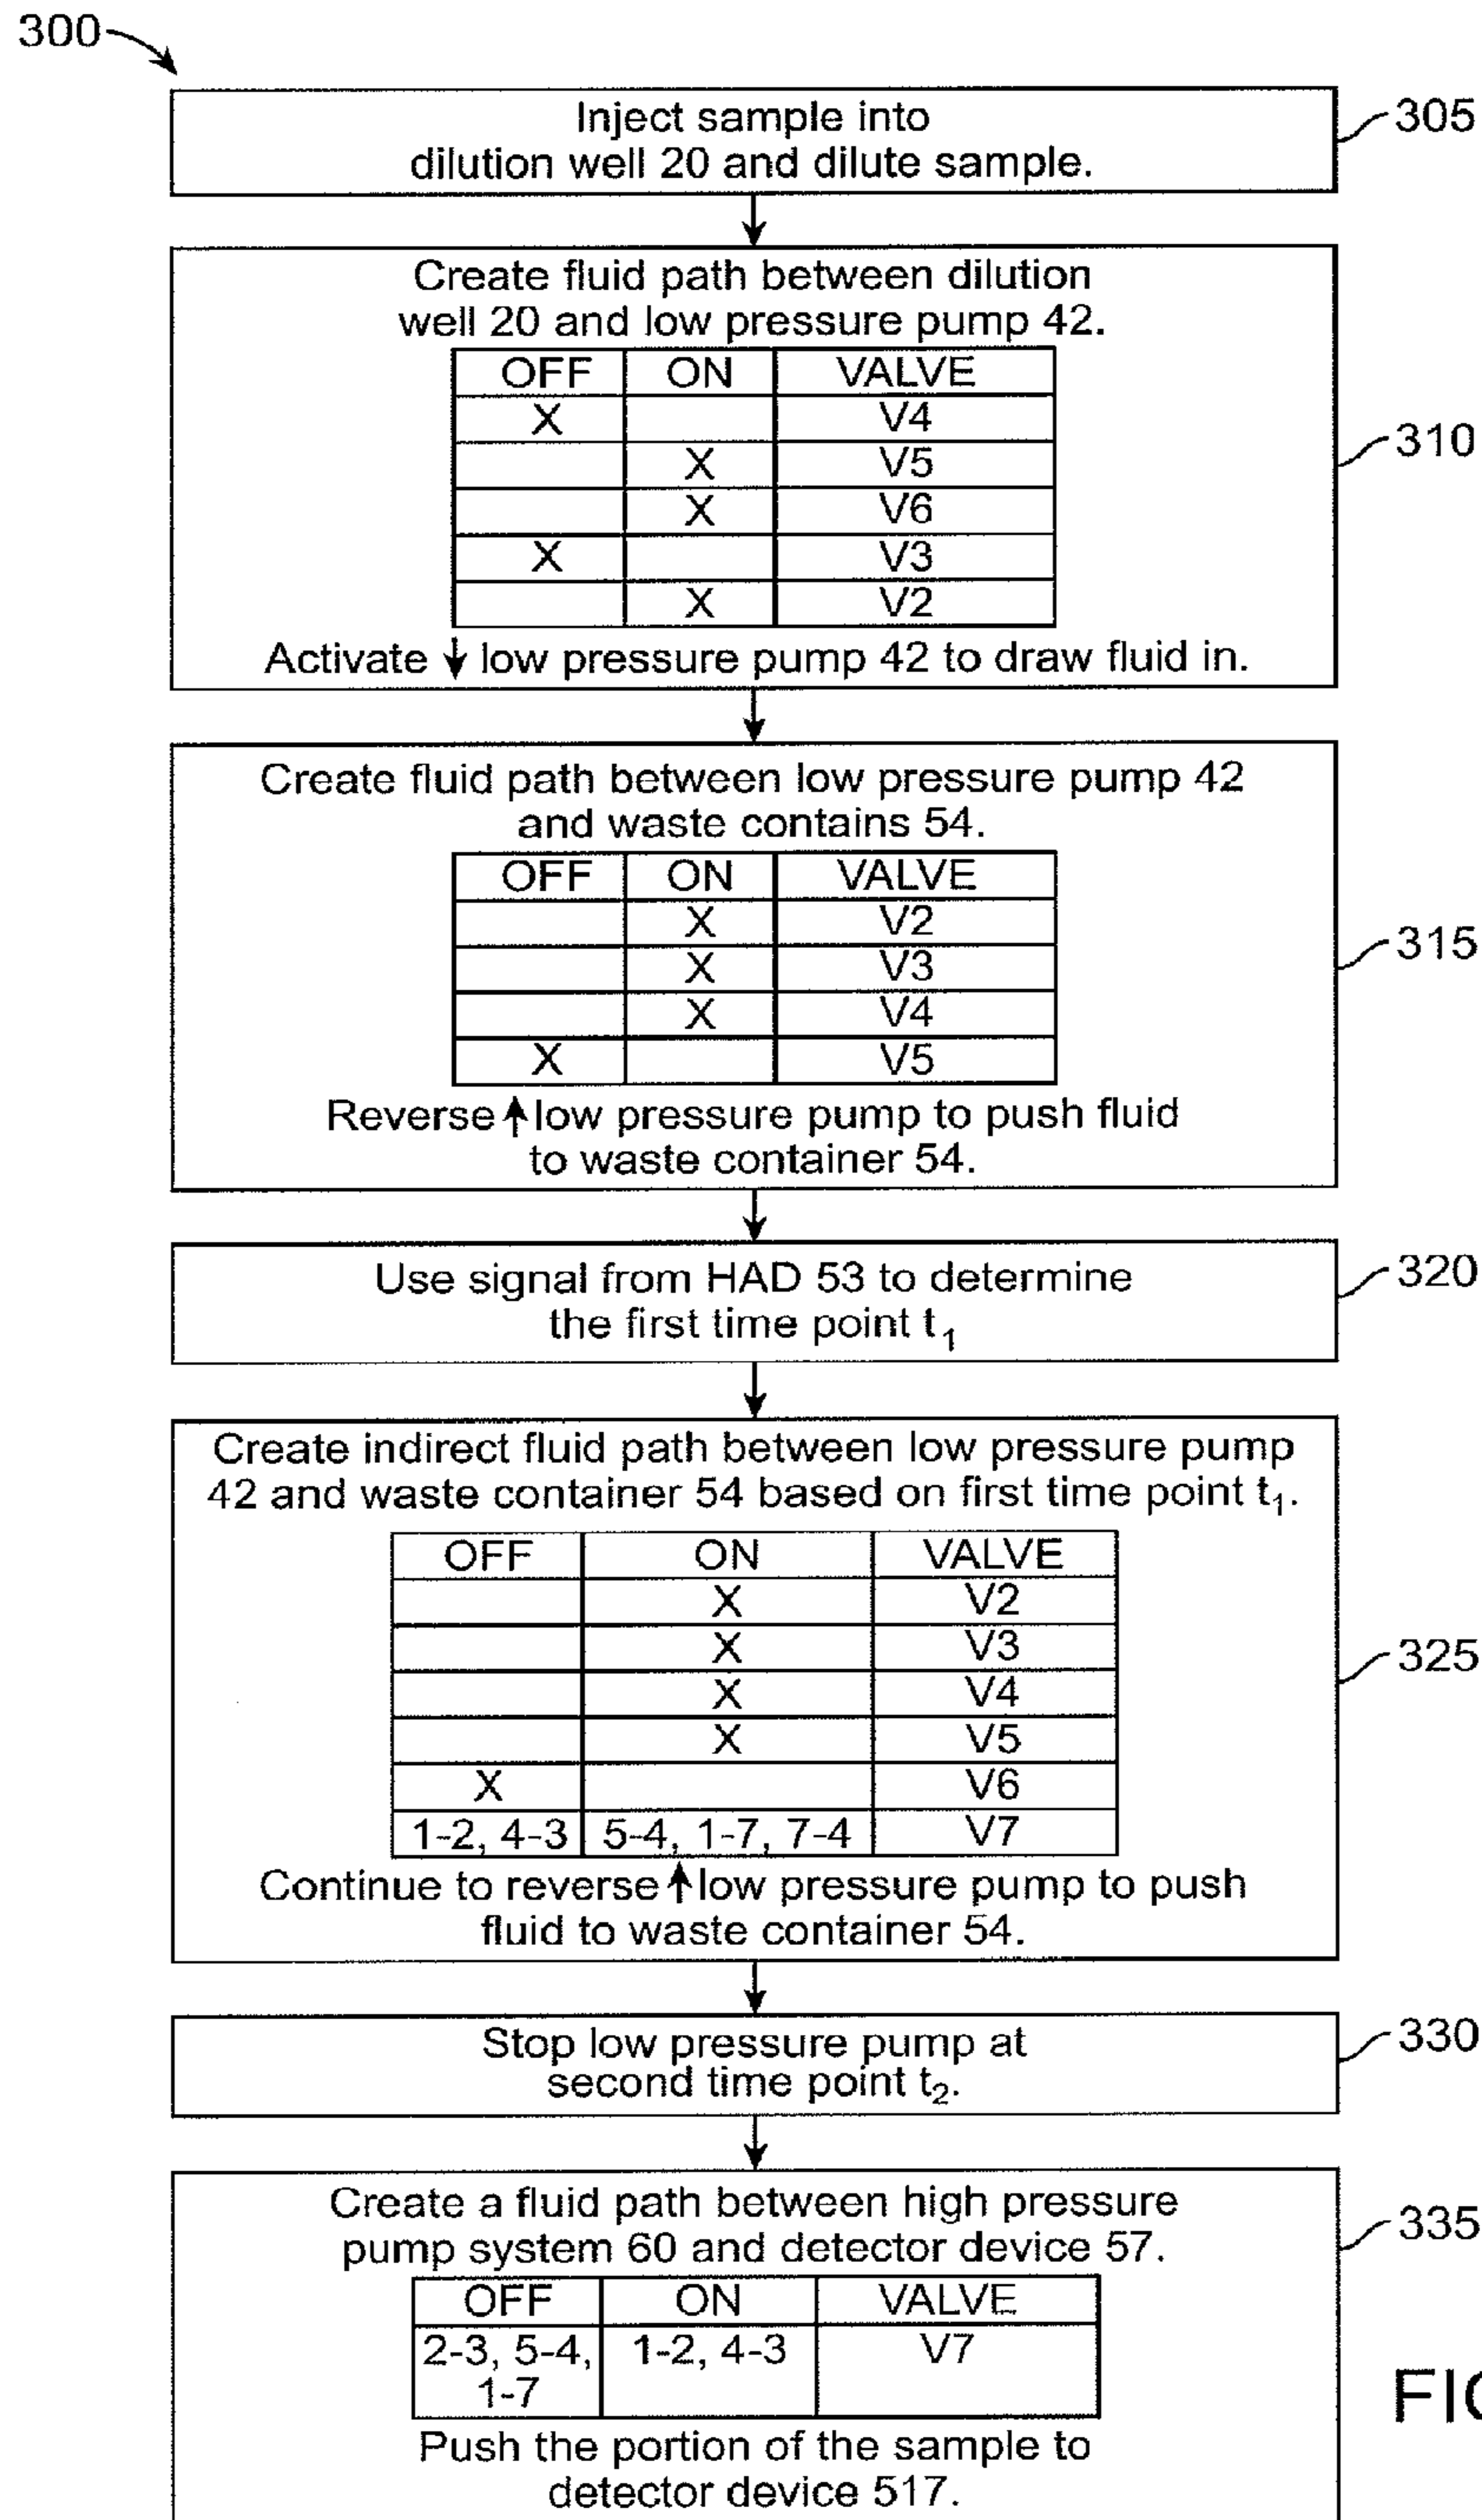 300
Inject sample into
dilution well 20 and dilute sample.
305
Create fluid path between dilution
well 20 and low pressure pump 42.
OFF ON VALVE
X V4
X V5
X V6
X V3
X V2
Activate ↓ low pressure pump 42 to draw fluid in.
310
Create fluid path between low pressure pump 42
and waste contains 54.
OFF ON VALVE
X V2
X V3
X V4
X V5
Reverse ↑ low pressure pump to push fluid
to waste container 54.
315
Use signal from HAD 53 to determine
the first time point t1
320
Create indirect fluid path between low pressure pump
42 and waste container 54 based on first time point t1.
OFF ON VALVE
X V2
X V3
X V4
X V5
X V6
1-2, 4-3 5-4, 1-7, 7-4 V7
Continue to reverse ↑ low pressure pump to push
fluid to waste container 54.
325
Stop low pressure pump at
second time point t2.
330
Create a fluid path between high pressure
pump system 60 and detector device 57.
OFF ON VALVE
2-3, 5-4, 1-2, 4-3 V7
1-7
Push the portion of the sample to
detector device 517.
335